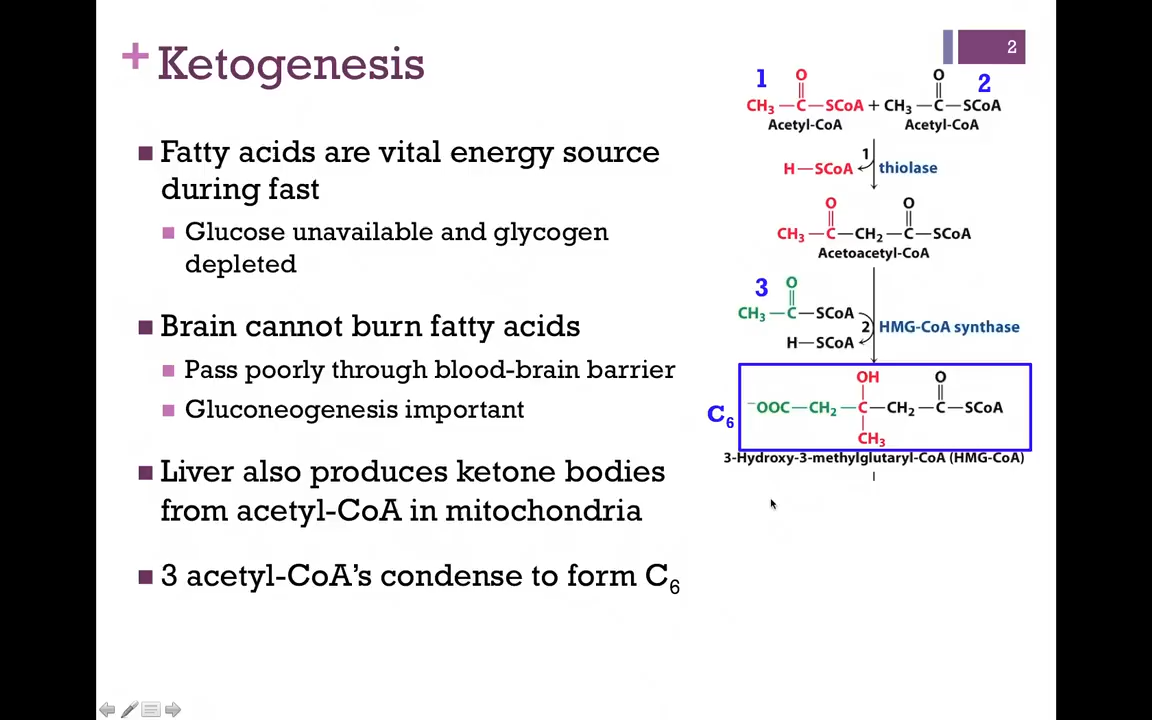 + Ketogenesis
2
■ Fatty acids are vital energy source
during fast
■ Glucose unavailable and glycogen
depleted
■ Brain cannot burn fatty acids
■ Pass poorly through blood-brain barrier
■ Gluconeogenesis important
■ Liver also produces ketone bodies
from acetyl-CoA in mitochondria
■ 3 acetyl-CoA’s condense to form C₆
1 O O 2
CH₃—C—SCoA + CH₃—C—SCoA
Acetyl-CoA Acetyl-CoA
1
H—SCoA thiolase
O O
CH₃—C—CH₂—C—SCoA
Acetoacetyl-CoA
3 O
CH₃—C—SCoA
2 HMG-CoA synthase
H—SCoA
OH O
C₆ ⁻OOC—CH₂—C—CH₂—C—SCoA
CH₃
3-Hydroxy-3-methylglutaryl-CoA (HMG-CoA)